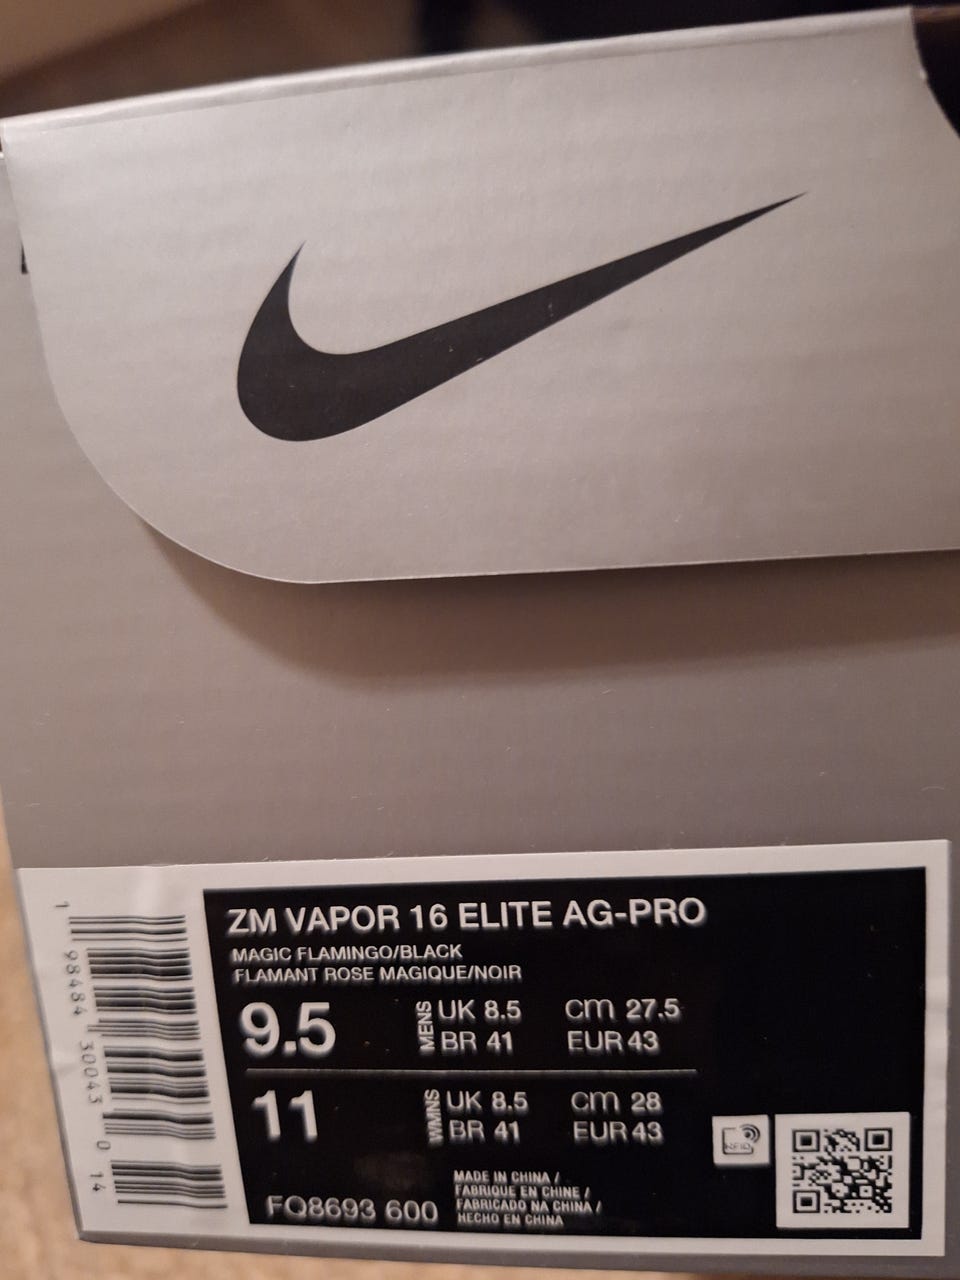 ZM VAPOR 16 ELITE AG-PRO
MAGIC FLAMINGO/BLACK
FLAMANT ROSE MAGIQUE/NOIR
9.5 MENS UK 8.5 CM 27.5
BR 41 EUR 43
11 WMNS UK 8.5 CM 28
BR 41 EUR 43
RFID
MADE IN CHINA /
FABRIQUE EN CHINE /
FABRICADO NA CHINA /
HECHO EN CHINA
FQ8693 600
1 98484 30043 0 14